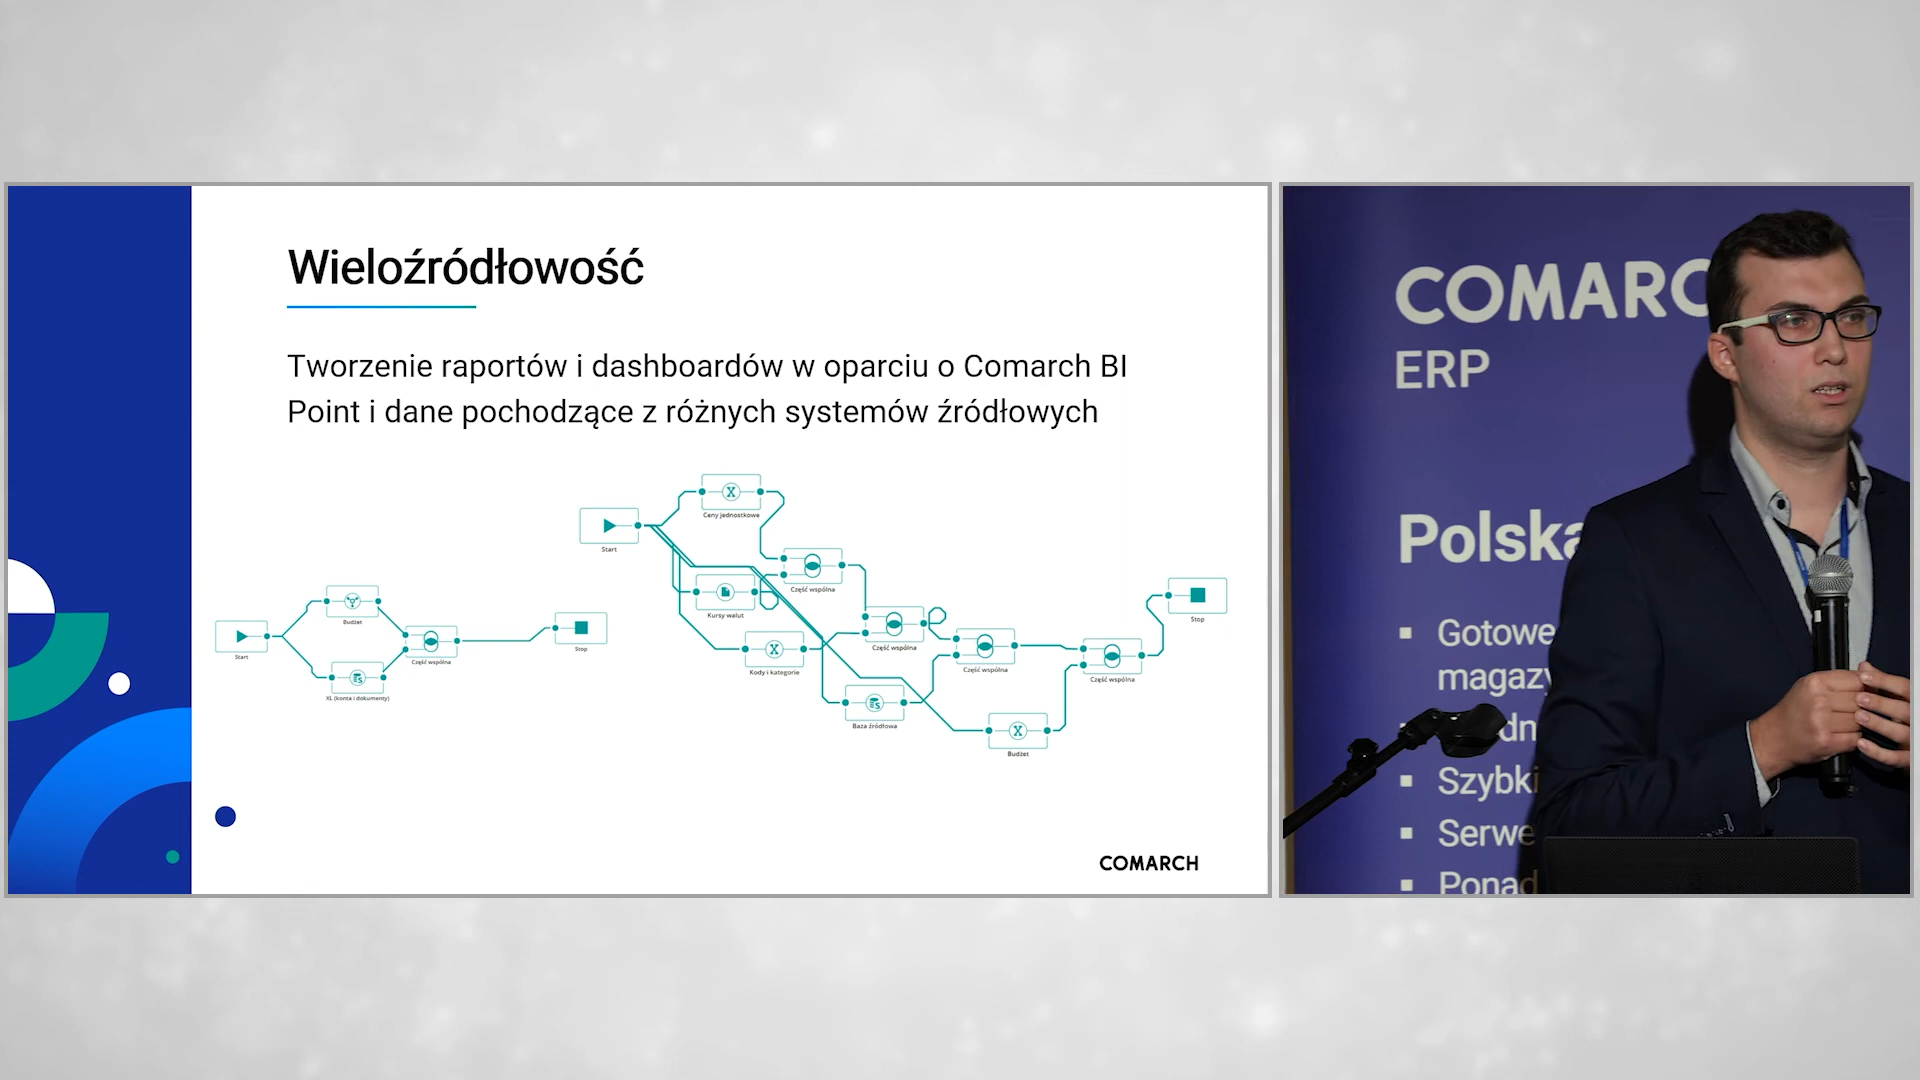 Wieloźródłowość
Tworzenie raportów i dashboardów w oparciu o Comarch BI
Point i dane pochodzące z różnych systemów źródłowych
Start
Budżet
XL (konta i dokumenty)
Część wspólna
Stop
Start
Ceny jednostkowe
Kursy walut
Kody i kategorie
Część wspólna
Część wspólna
Baza źródłowa
Część wspólna
Budżet
Część wspólna
Stop
COMARCH
COMARC
ERP
Polska
Gotowe
magazy
dn
Szybki
Serwe
Ponad